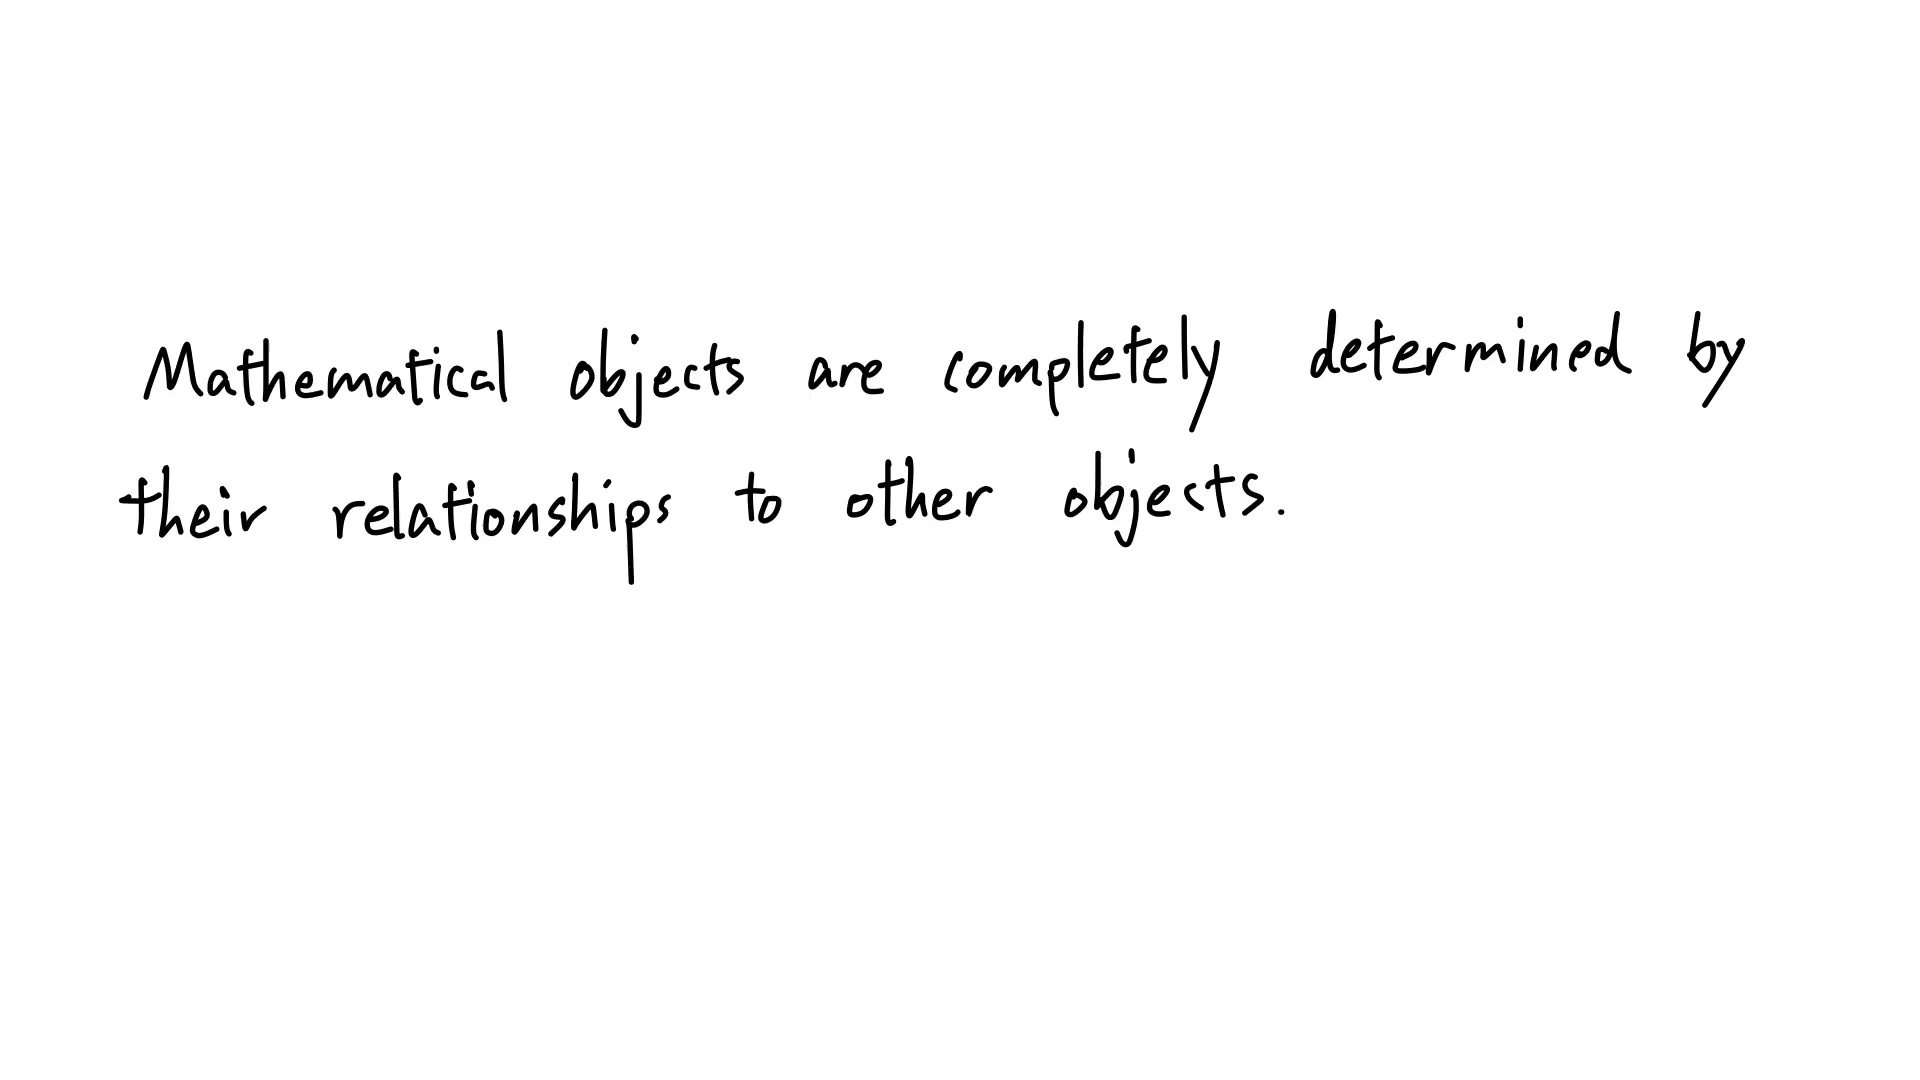 Mathematical objects are completely determined by
their relationships to other objects.